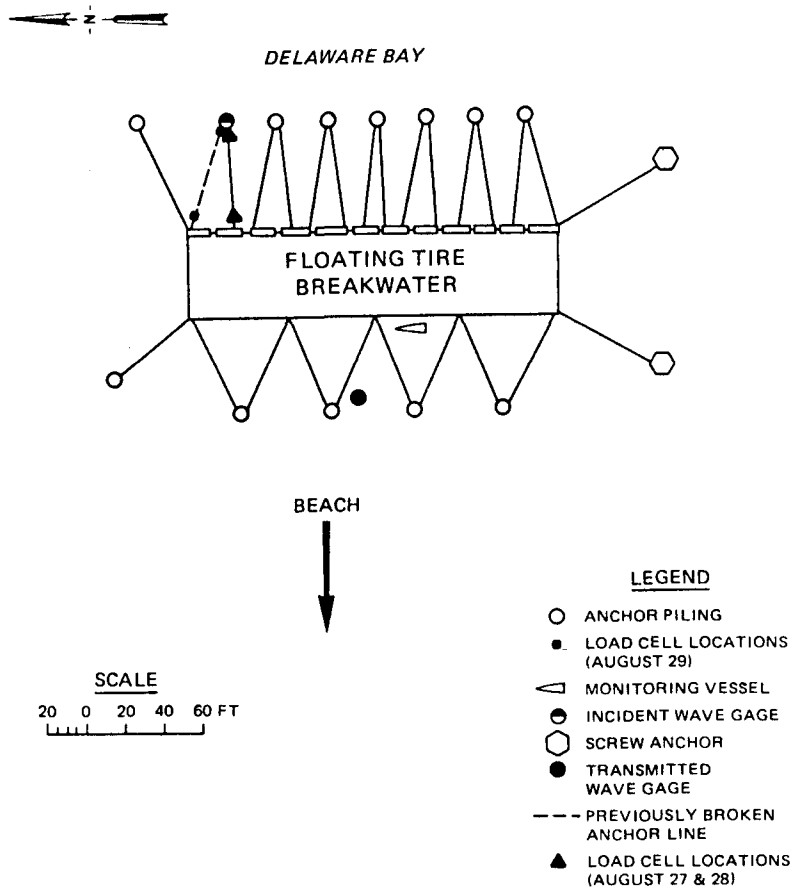 N
DELAWARE BAY
FLOATING TIRE
BREAKWATER
BEACH
SCALE
20 0 20 40 60 FT
LEGEND
ANCHOR PILING
LOAD CELL LOCATIONS
(AUGUST 29)
MONITORING VESSEL
INCIDENT WAVE GAGE
SCREW ANCHOR
TRANSMITTED
WAVE GAGE
PREVIOUSLY BROKEN
ANCHOR LINE
LOAD CELL LOCATIONS
(AUGUST 27 & 28)